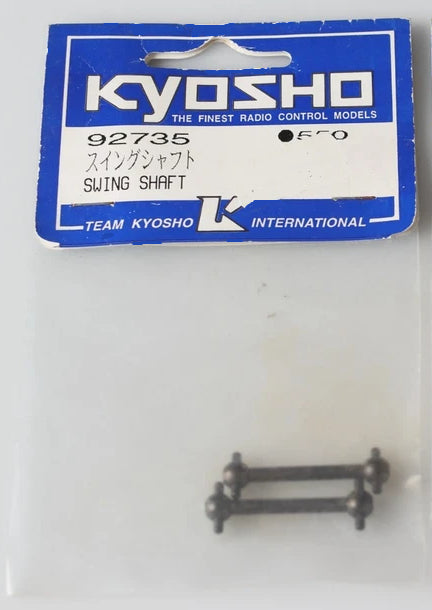 KYOSHO
THE FINEST RADIO CONTROL MODELS
92735
スイングシャフト
SWING SHAFT
TEAM KYOSHO K INTERNATIONAL